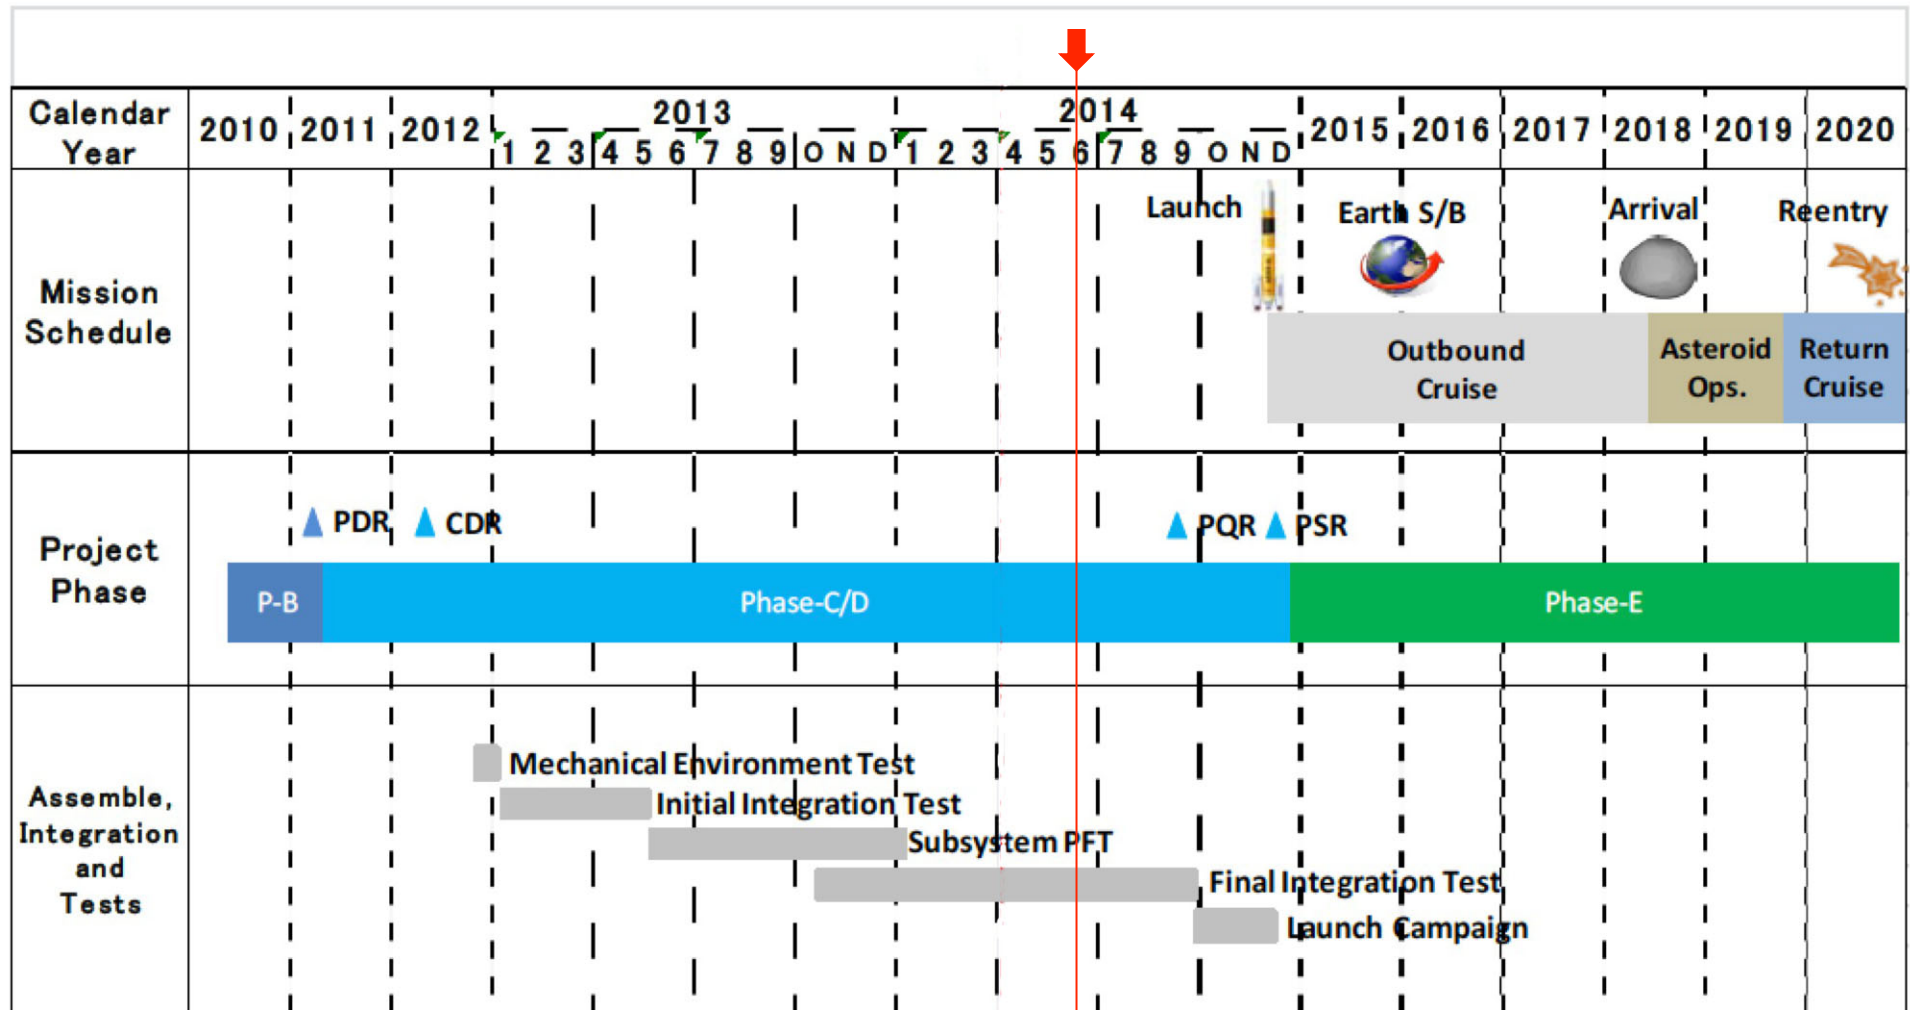 Calendar
Year
2010 2011 2012 2013 2014 2015 2016 2017 2018 2019 2020
1 2 3 4 5 6 7 8 9 O N D 1 2 3 4 5 6 7 8 9 O N D
Mission
Schedule
Launch Earth S/B Arrival Reentry
Outbound
Cruise
Asteroid
Ops.
Return
Cruise
Project
Phase
PDR CDR PQR PSR
P-B Phase-C/D Phase-E
Assemble,
Integration
and
Tests
Mechanical Environment Test
Initial Integration Test
Subsystem PFT
Final Integration Test
Launch Campaign